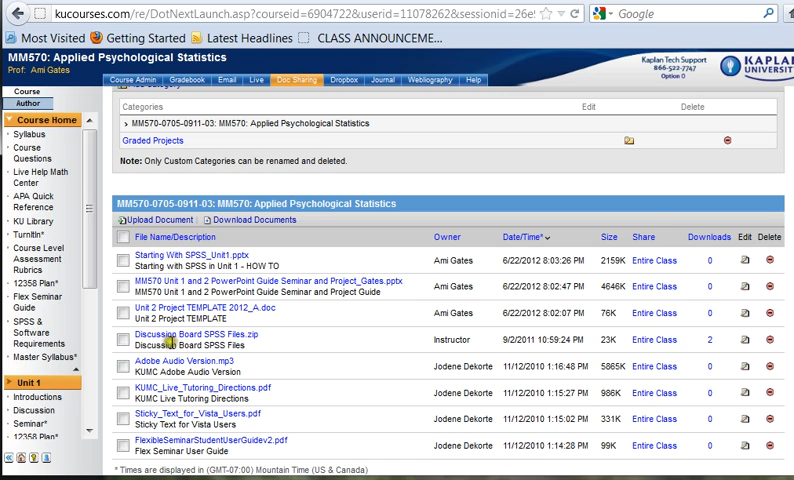 kucourses.com/re/DotNextLaunch.asp?courseid=6904722&userid=11078262&sessionid=26e
Google
Most Visited Getting Started Latest Headlines CLASS ANNOUNCEME...
MM570: Applied Psychological Statistics
Prof: Ami Gates
Kaplan Tech Support
866-522-7747
Option 0
KAPLAN
UNIVERSITY
Course
Author
Course Admin Gradebook Email Live Doc Sharing Dropbox Journal Webliography Help
Course Home
Syllabus
Course
Questions
Live Help Math
Center
APA Quick
Reference
KU Library
TurnItIn*
Course Level
Assessment
Rubrics
12358 Plan*
Flex Seminar
Guide
SPSS &
Software
Requirements
Master Syllabus*
Unit 1
Introductions
Discussion
Seminar*
12358 Plan*
Categories Edit Delete
MM570-0705-0911-03: MM570: Applied Psychological Statistics
Graded Projects
Note: Only Custom Categories can be renamed and deleted.
MM570-0705-0911-03: MM570: Applied Psychological Statistics
Upload Document | Download Documents
File Name/Description Owner Date/Time* Size Share Downloads Edit Delete
Starting With SPSS_Unit1.pptx
Starting with SPSS in Unit 1 - HOW TO
Ami Gates 6/22/2012 8:03:26 PM 2159K Entire Class 0
MM570 Unit 1 and 2 PowerPoint Guide Seminar and Project_Gates.pptx
MM570 Unit 1 and 2 PowerPoint Guide Seminar and Project Guide
Ami Gates 6/22/2012 8:02:47 PM 4646K Entire Class 0
Unit 2 Project TEMPLATE 2012_A.doc
Unit 2 Project TEMPLATE
Ami Gates 6/22/2012 8:02:07 PM 76K Entire Class 0
Discussion Board SPSS Files.zip
Discussion Board SPSS Files
Instructor 9/2/2011 10:59:24 PM 23K Entire Class 2
Adobe Audio Version.mp3
KUMC Adobe Audio Version
Jodene Dekorte 11/12/2010 1:16:48 PM 5865K Entire Class 0
KUMC_Live_Tutoring_Directions.pdf
KUMC Live Tutoring Directions
Jodene Dekorte 11/12/2010 1:15:27 PM 986K Entire Class 0
Sticky_Text_for_Vista_Users.pdf
Sticky Text for Vista Users
Jodene Dekorte 11/12/2010 1:15:02 PM 331K Entire Class 0
FlexibleSeminarStudentUserGuidev2.pdf
Flex Seminar User Guide
Jodene Dekorte 11/12/2010 1:14:28 PM 99K Entire Class 0
* Times are displayed in (GMT-07:00) Mountain Time (US & Canada)